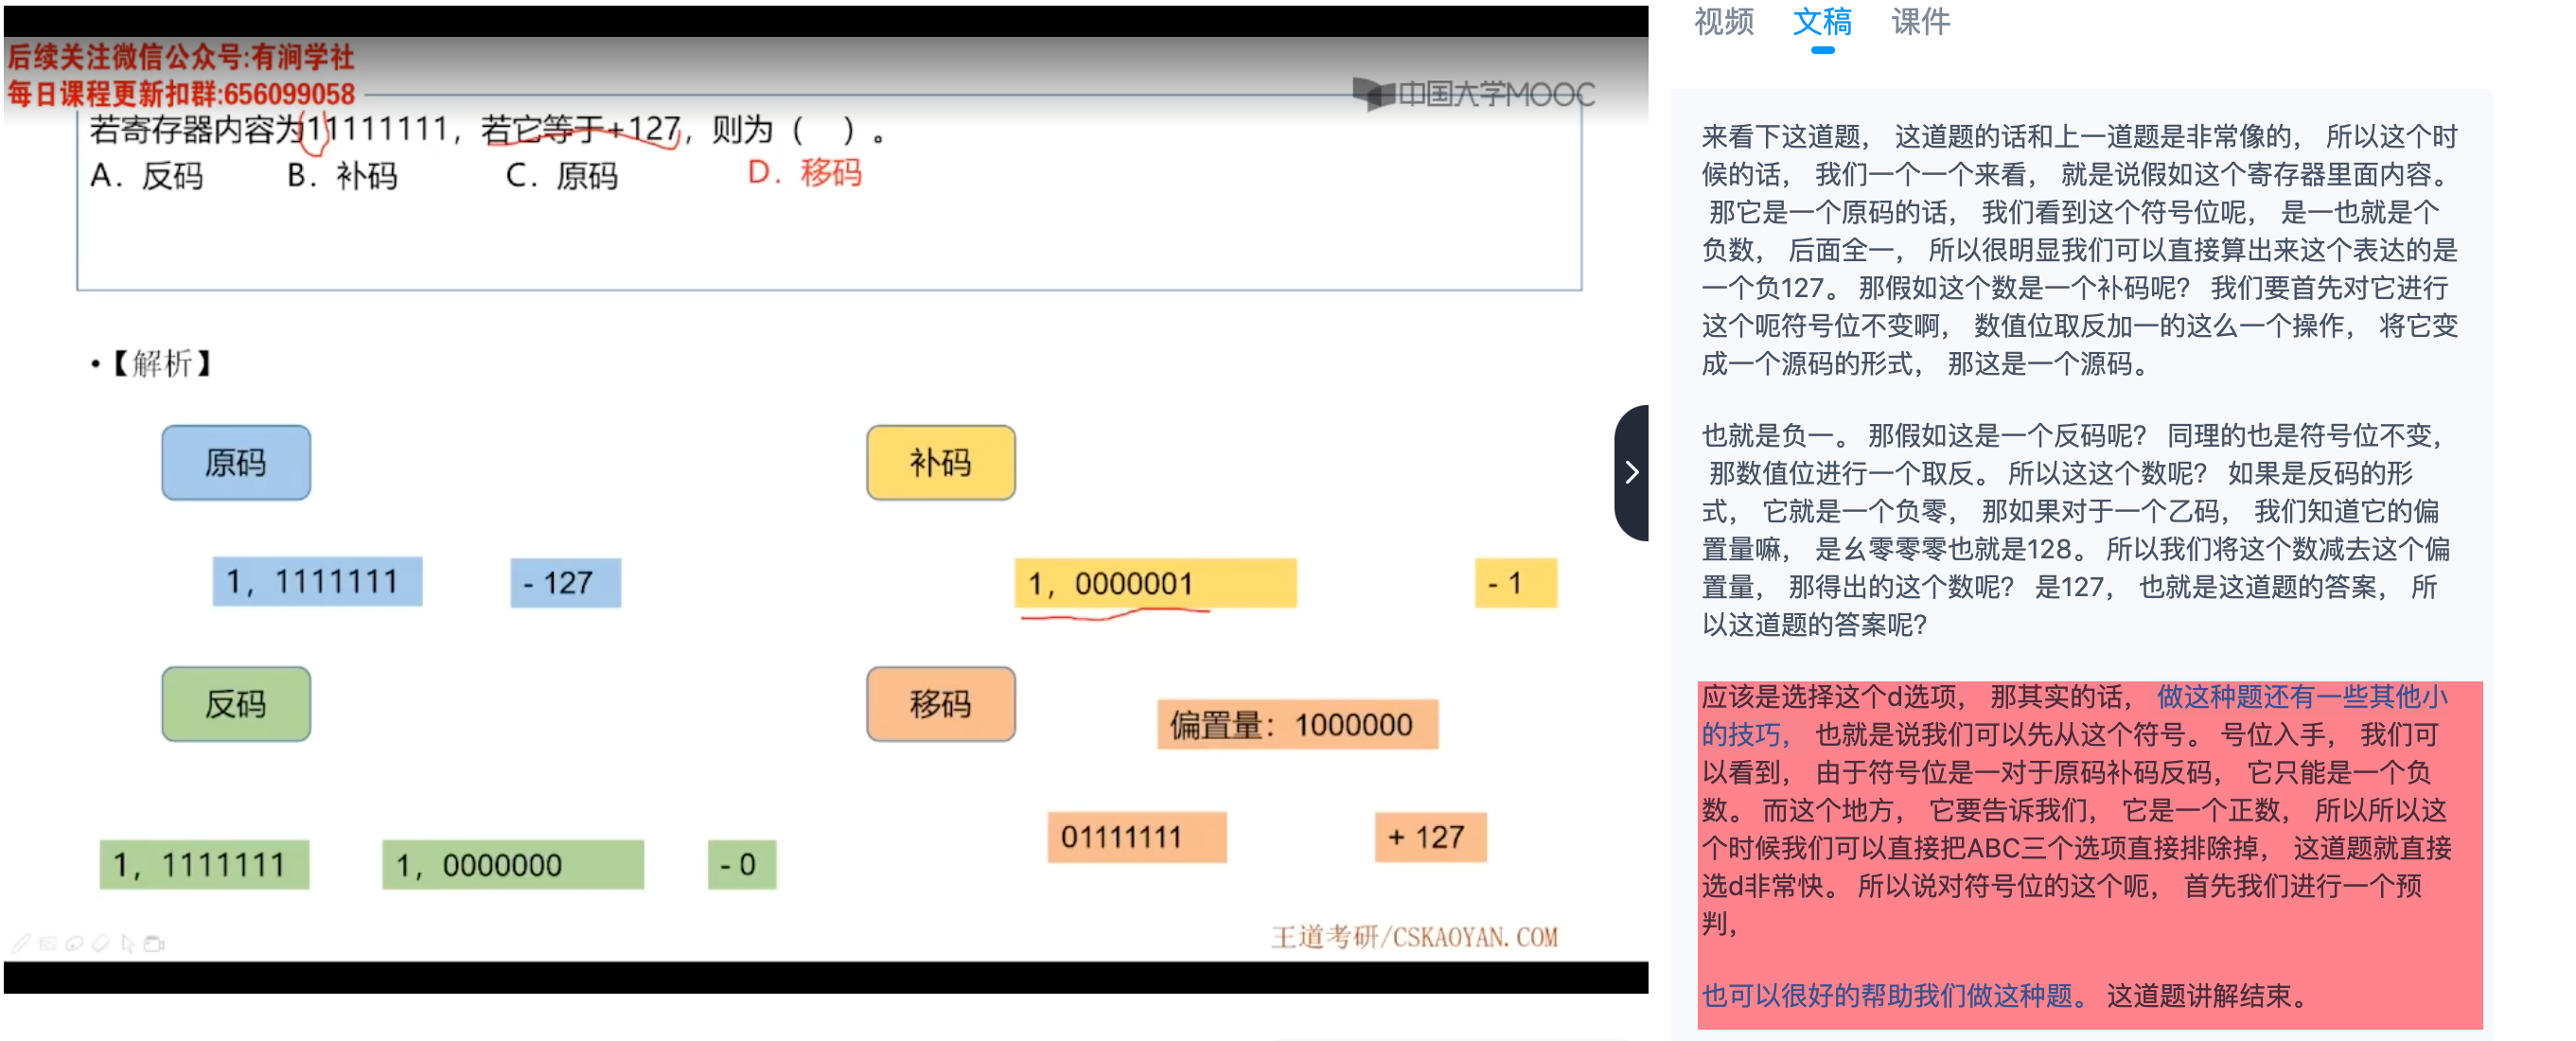 后续关注微信公众号:有涧学社
每日课程更新扣群:656099058
中国大学MOOC
若寄存器内容为11111111，若它等于+127，则为（　）。
A．反码　B．补码　C．原码　D．移码
•【解析】
原码
补码
1，1111111
- 127
1，0000001
- 1
反码
移码
偏置量：1000000
01111111
+ 127
1，1111111
1，0000000
- 0
王道考研/CSKAOYAN.COM
视频　文稿　课件
来看下这道题， 这道题的话和上一道题是非常像的， 所以这个时
候的话， 我们一个一个来看， 就是说假如这个寄存器里面内容。
那它是一个原码的话， 我们看到这个符号位呢， 是一也就是个
负数， 后面全一， 所以很明显我们可以直接算出来这个表达的是
一个负127。 那假如这个数是一个补码呢？ 我们要首先对它进行
这个呃符号位不变啊， 数值位取反加一的这么一个操作， 将它变
成一个源码的形式， 那这是一个源码。
也就是负一。 那假如这是一个反码呢？ 同理的也是符号位不变，
那数值位进行一个取反。 所以这这个数呢？ 如果是反码的形
式， 它就是一个负零， 那如果对于一个乙码， 我们知道它的偏
置量嘛， 是幺零零零也就是128。 所以我们将这个数减去这个偏
置量， 那得出的这个数呢？ 是127， 也就是这道题的答案， 所
以这道题的答案呢？
应该是选择这个d选项， 那其实的话， 做这种题还有一些其他小
的技巧， 也就是说我们可以先从这个符号。 号位入手， 我们可
以看到， 由于符号位是一对于原码补码反码， 它只能是一个负
数。 而这个地方， 它要告诉我们， 它是一个正数， 所以所以这
个时候我们可以直接把ABC三个选项直接排除掉， 这道题就直接
选d非常快。 所以说对符号位的这个呃， 首先我们进行一个预
判，
也可以很好的帮助我们做这种题。 这道题讲解结束。